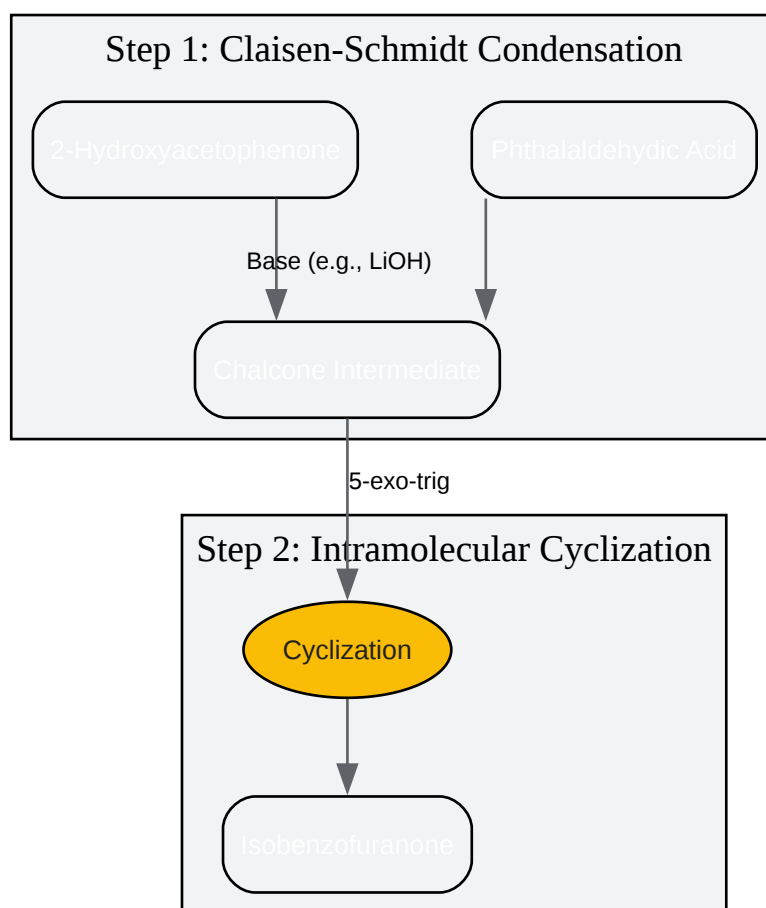 Step 1: Claisen-Schmidt Condensation
2-Hydroxyacetophenone
Phthalaldehydic Acid
Base (e.g., LiOH)
Chalcone Intermediate
5-exo-trig
Step 2: Intramolecular Cyclization
Cyclization
Isobenzofuranone